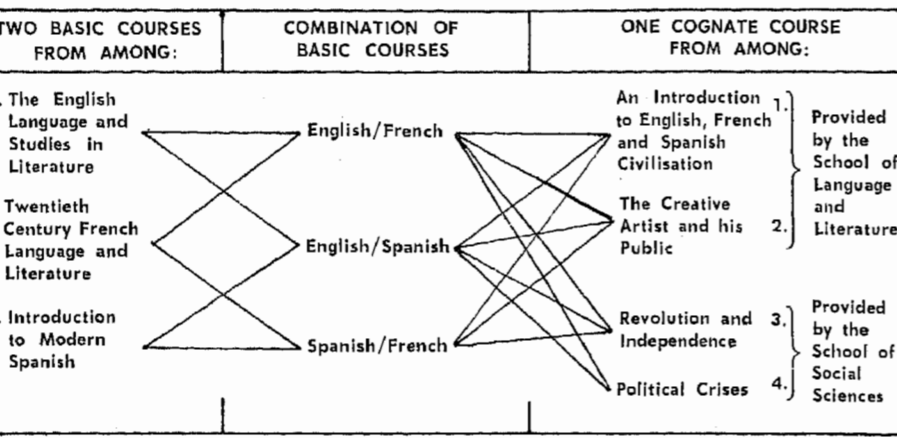 TWO BASIC COURSES
FROM AMONG:
COMBINATION OF
BASIC COURSES
ONE COGNATE COURSE
FROM AMONG:
The English
Language and
Studies in
Literature
Twentieth
Century French
Language and
Literature
Introduction
to Modern
Spanish
English/French
English/Spanish
Spanish/French
An Introduction 1.
to English, French
and Spanish
Civilisation
The Creative
Artist and his 2.
Public
Revolution and 3.
Independence
Political Crises 4.
Provided
by the
School of
Language
and
Literature
Provided
by the
School of
Social
Sciences